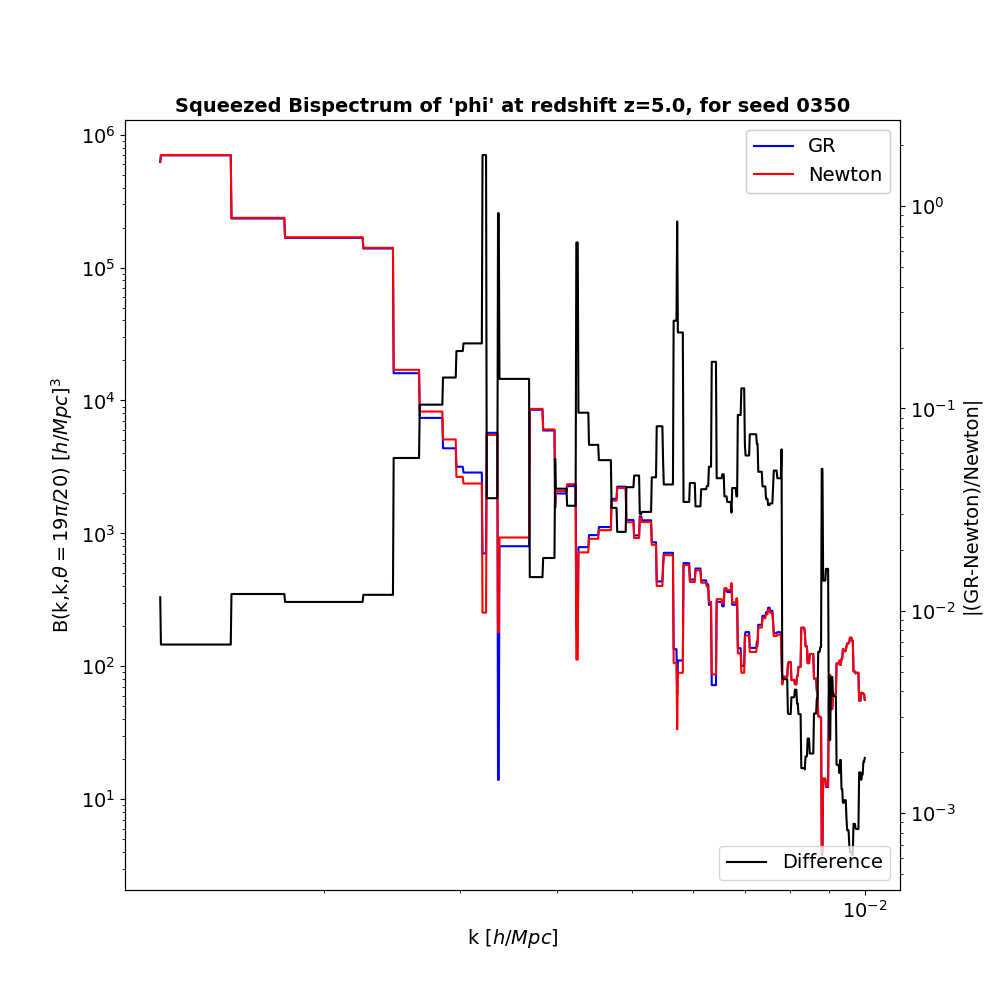 Squeezed Bispectrum of 'phi' at redshift z=5.0, for seed 0350
GR
Newton
Difference
B(k,k,θ = 19π/20) [h/Mpc]³
10⁶
10⁵
10⁴
10³
10²
10¹
|(GR-Newton)/Newton|
10⁰
10⁻¹
10⁻²
10⁻³
10⁻²
k [h/Mpc]